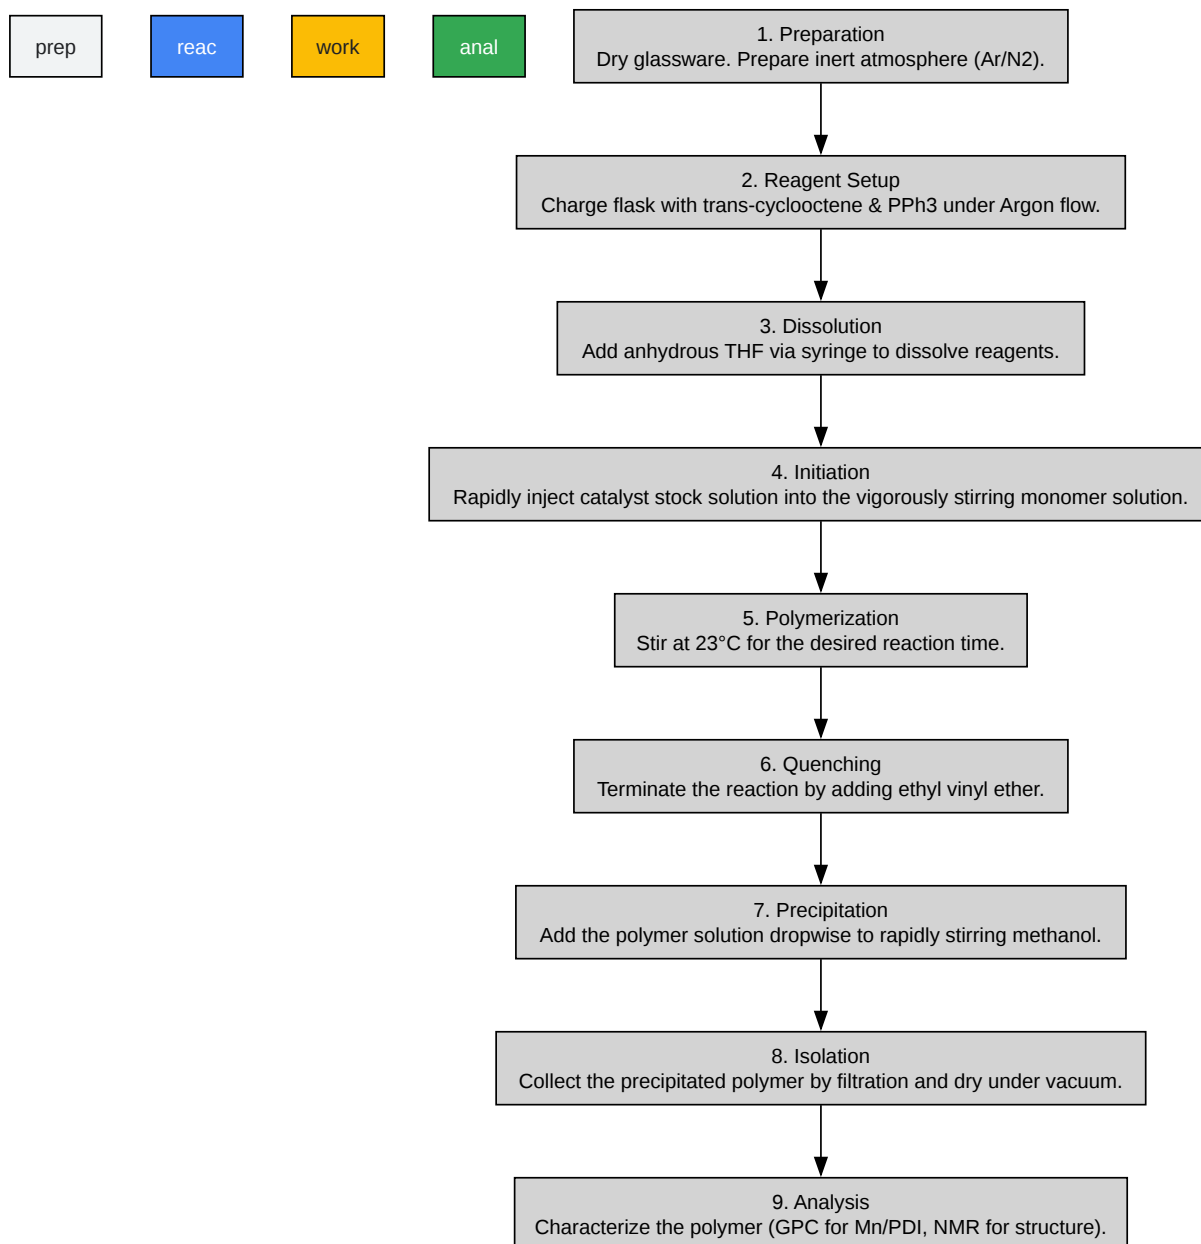 prep
reac
work
anal
1. Preparation
Dry glassware. Prepare inert atmosphere (Ar/N2).
2. Reagent Setup
Charge flask with trans-cyclooctene & PPh3 under Argon flow.
3. Dissolution
Add anhydrous THF via syringe to dissolve reagents.
4. Initiation
Rapidly inject catalyst stock solution into the vigorously stirring monomer solution.
5. Polymerization
Stir at 23°C for the desired reaction time.
6. Quenching
Terminate the reaction by adding ethyl vinyl ether.
7. Precipitation
Add the polymer solution dropwise to rapidly stirring methanol.
8. Isolation
Collect the precipitated polymer by filtration and dry under vacuum.
9. Analysis
Characterize the polymer (GPC for Mn/PDI, NMR for structure).